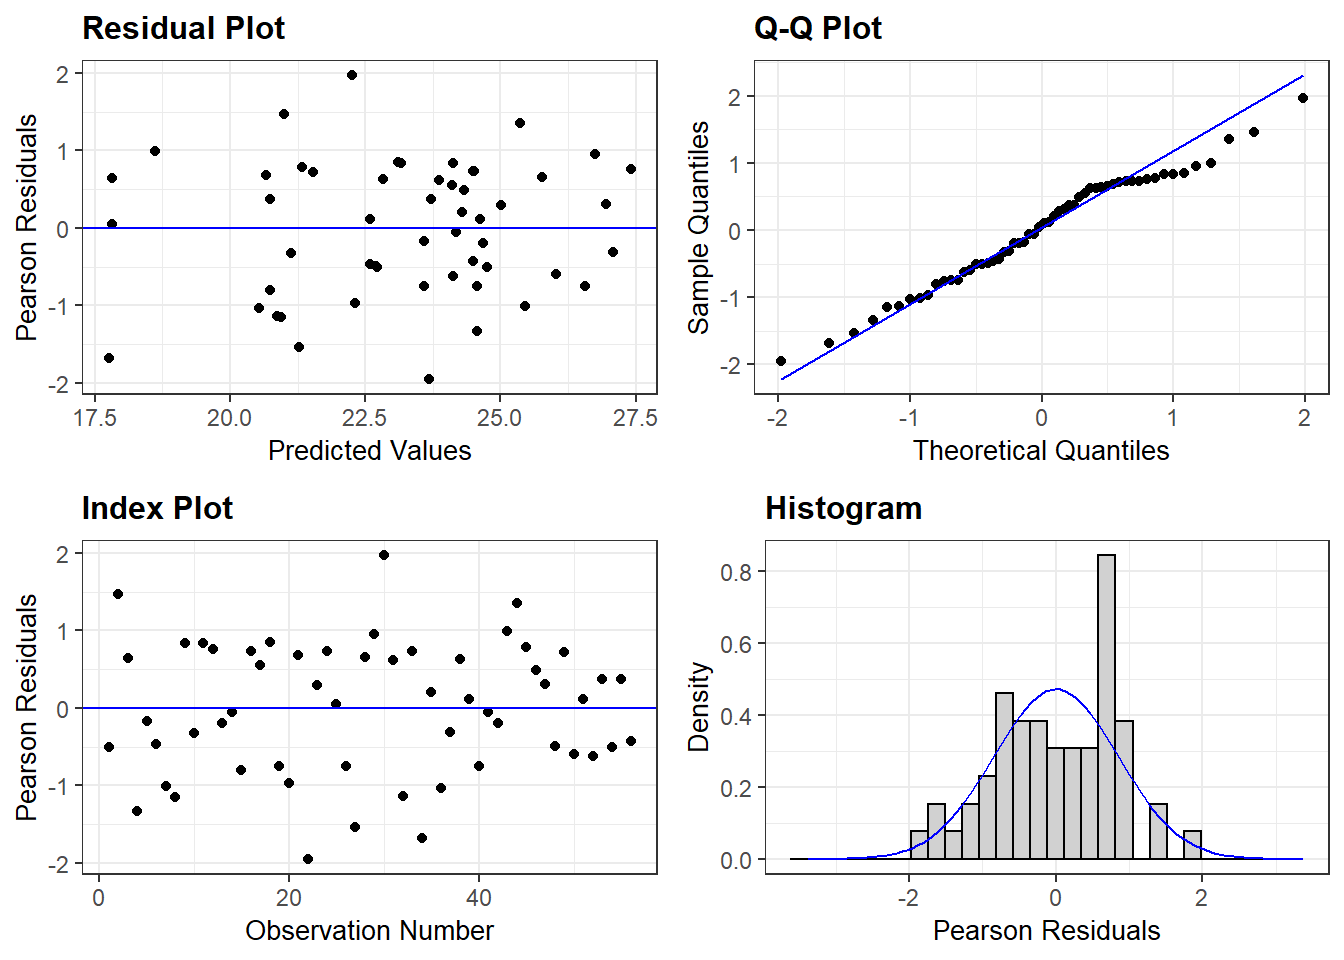 Residual Plot
Pearson Residuals
2
1
0
-1
-2
17.5 20.0 22.5 25.0 27.5
Predicted Values
Q-Q Plot
Sample Quantiles
2
1
0
-1
-2
-2 -1 0 1 2
Theoretical Quantiles
Index Plot
Pearson Residuals
2
1
0
-1
-2
0 20 40
Observation Number
Histogram
Density
0.8
0.6
0.4
0.2
0.0
-2 0 2
Pearson Residuals